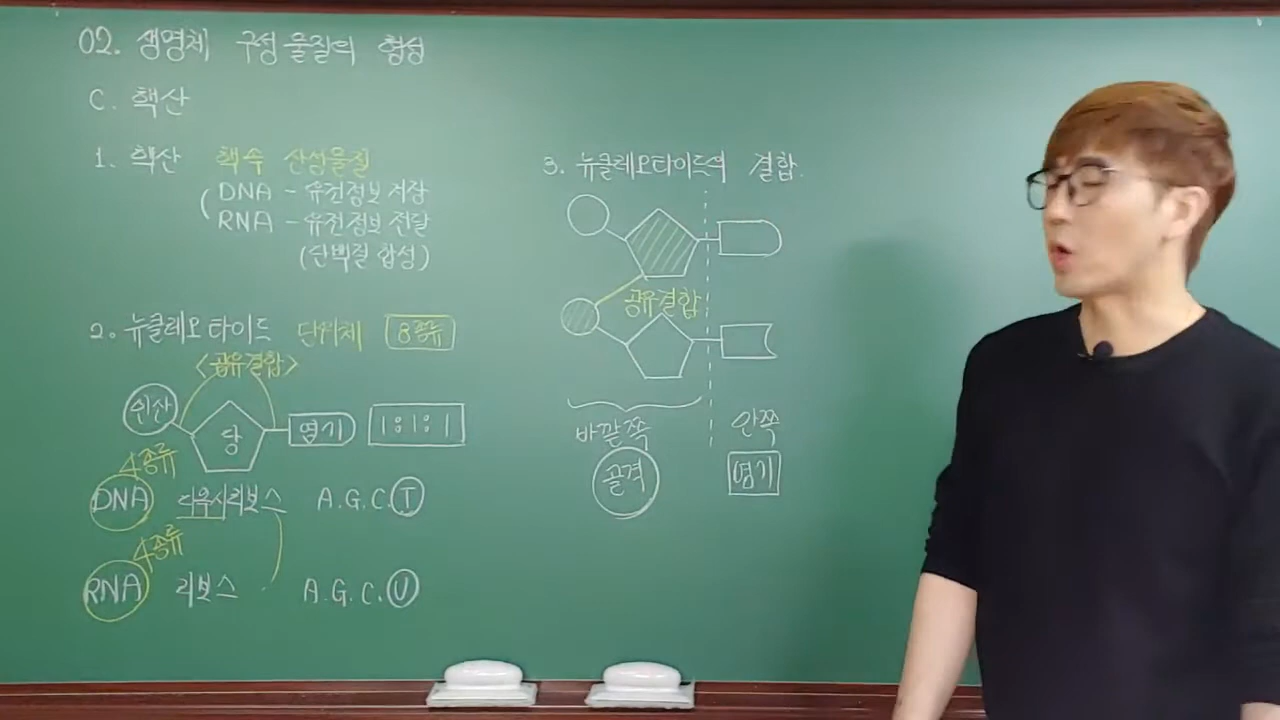 02. 생명체 구성 물질의 형성
C. 핵산
1. 핵산 핵속 산성물질
DNA - 유전정보 저장
RNA - 유전정보 전달
(단백질 합성)
2. 뉴클레오타이드 단위체 8종류
<공유결합>
인산 당 염기 1:1:1
4종류
DNA 디옥시리보스 A.G.C.T
4종류
RNA 리보스 A.G.C.U
3. 뉴클레오타이드의 결합.
공유결합
바깥쪽 안쪽
골격 염기